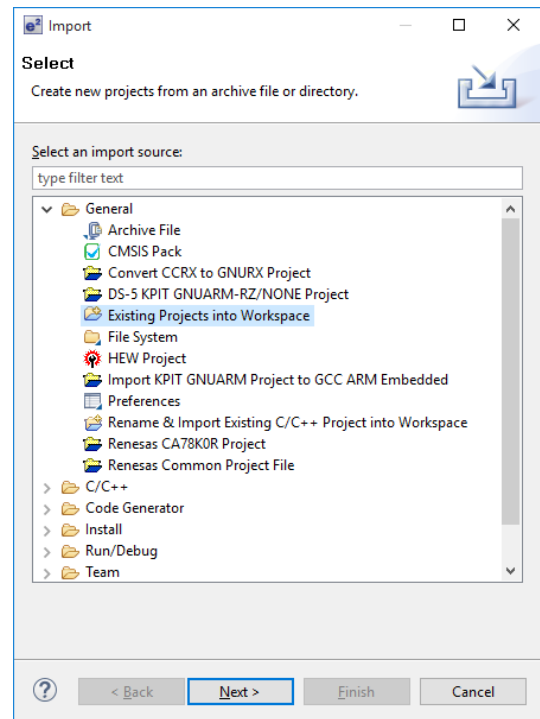 e² Import
Select
Create new projects from an archive file or directory.
Select an import source:
type filter text
General
Archive File
CMSIS Pack
Convert CCRX to GNURX Project
DS-5 KPIT GNUARM-RZ/NONE Project
Existing Projects into Workspace
File System
HEW Project
Import KPIT GNUARM Project to GCC ARM Embedded
Preferences
Rename & Import Existing C/C++ Project into Workspace
Renesas CA78K0R Project
Renesas Common Project File
C/C++
Code Generator
Install
Run/Debug
Team
? < Back Next > Finish Cancel